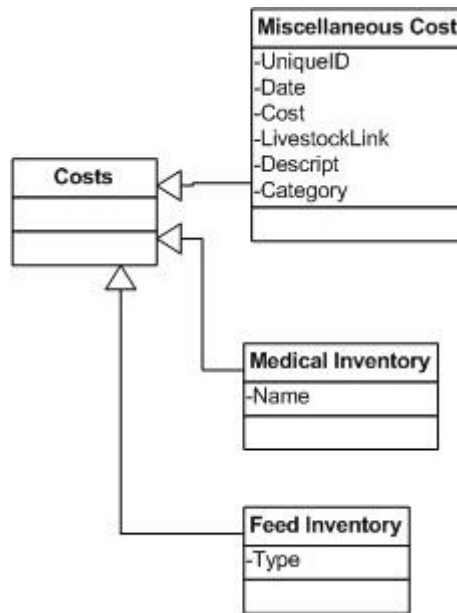 Miscellaneous Cost
-UniqueID
-Date
-Cost
-LivestockLink
-Descript
-Category
Costs
Medical Inventory
-Name
Feed Inventory
-Type